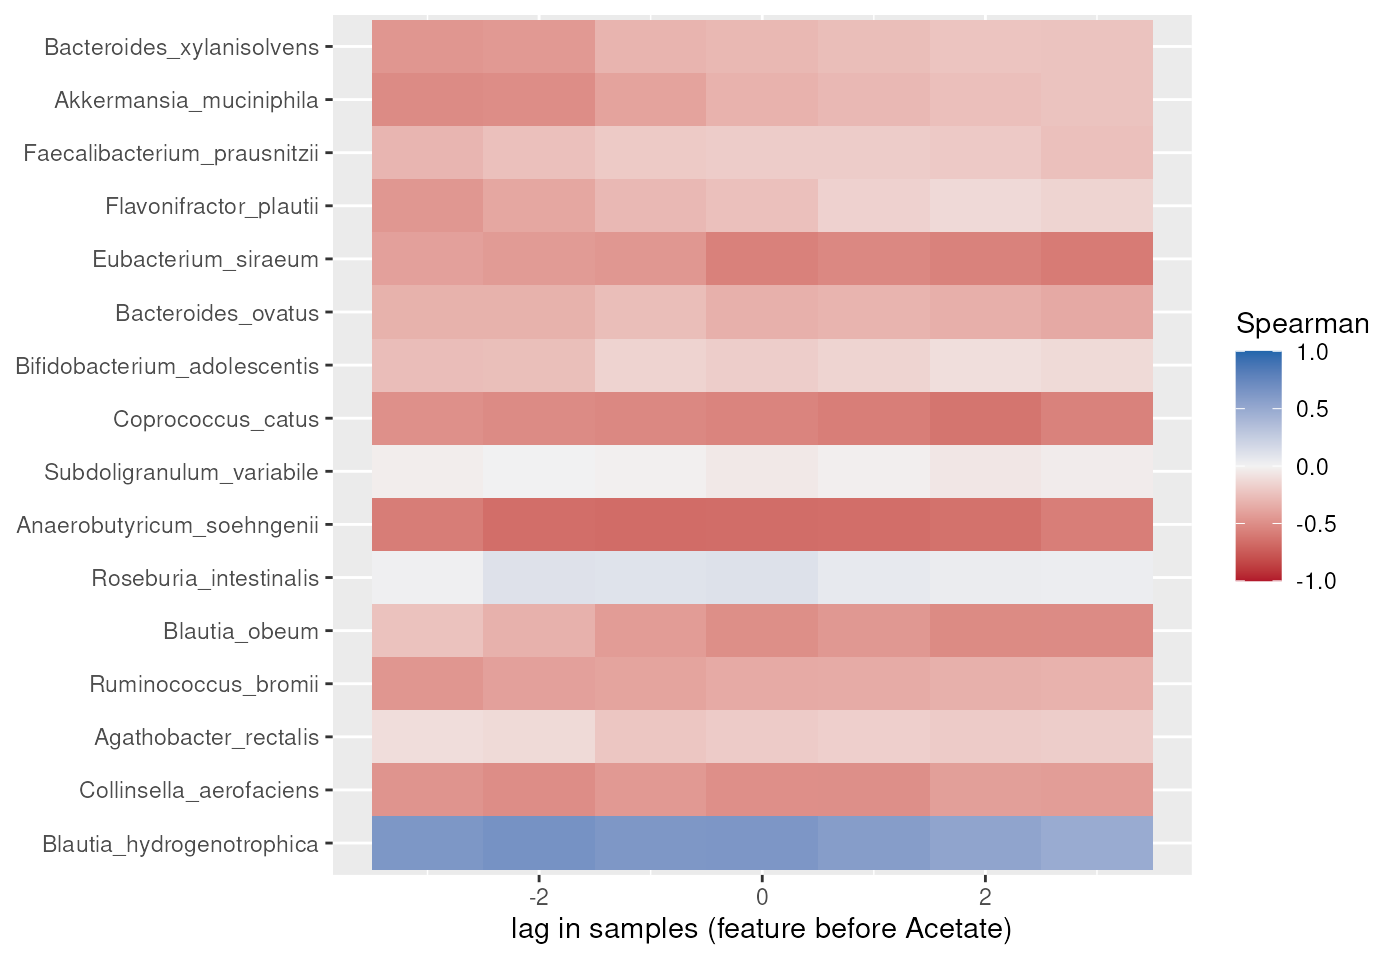 Bacteroides_xylanisolvens
Akkermansia_muciniphila
Faecalibacterium_prausnitzii
Flavonifractor_plautii
Eubacterium_siraeum
Bacteroides_ovatus
Bifidobacterium_adolescentis
Coprococcus_catus
Subdoligranulum_variabile
Anaerobutyricum_soehngenii
Roseburia_intestinalis
Blautia_obeum
Ruminococcus_bromii
Agathobacter_rectalis
Collinsella_aerofaciens
Blautia_hydrogenotrophica
-2 0 2
lag in samples (feature before Acetate)
Spearman
1.0
0.5
0.0
-0.5
-1.0